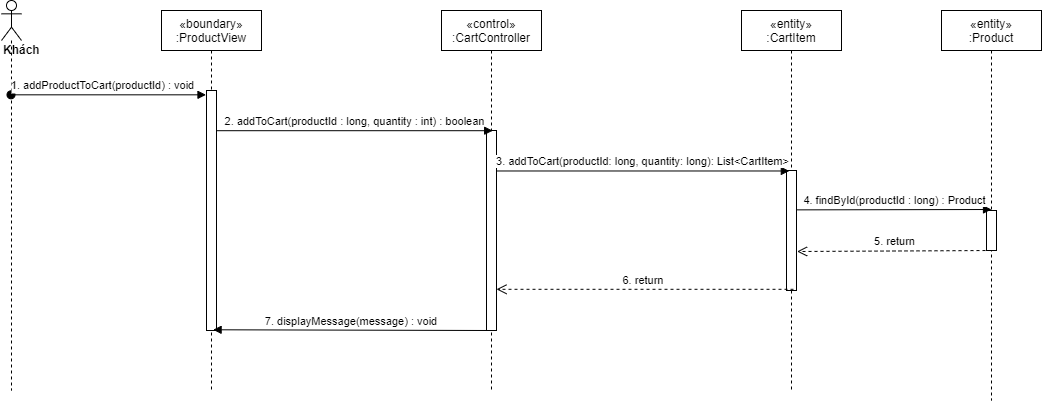 «boundary»
:ProductView
«control»
:CartController
«entity»
:CartItem
«entity»
:Product
Khách
1. addProductToCart(productId) : void
2. addToCart(productId : long, quantity : int) : boolean
3. addToCart(productId: long, quantity: long): List<CartItem>
4. findById(productId : long) : Product
5. return
6. return
7. displayMessage(message) : void